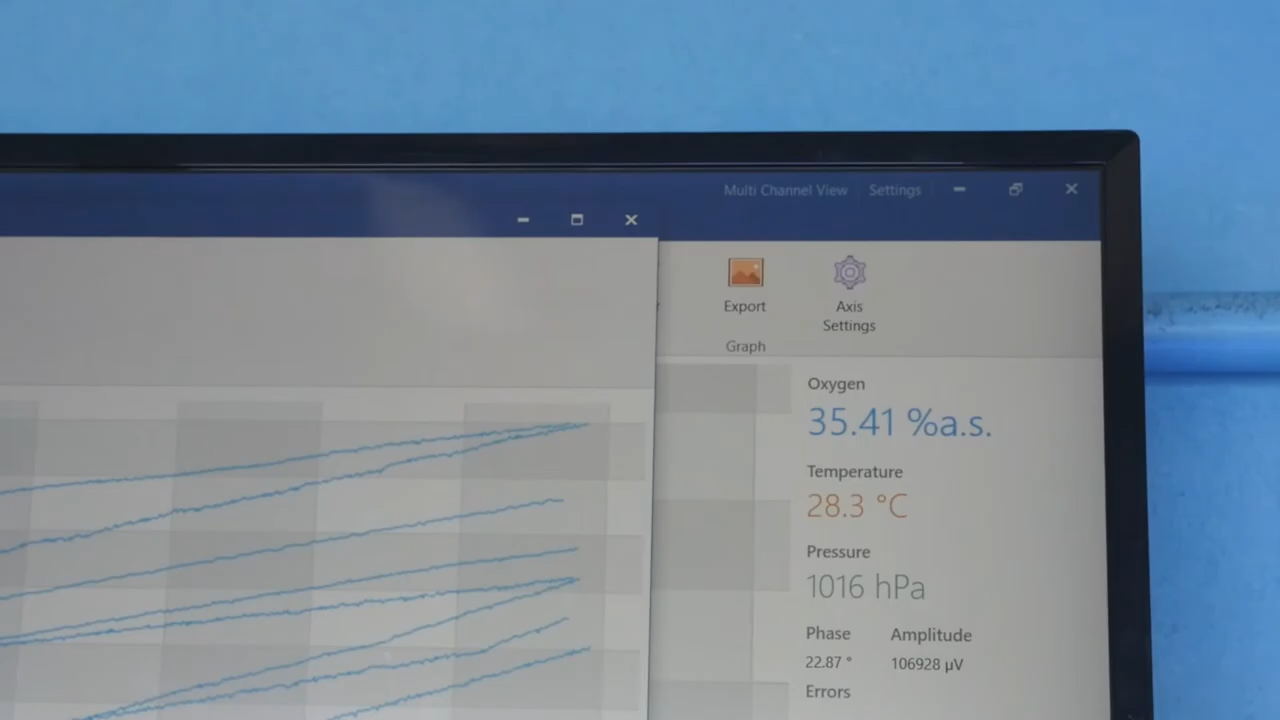 Multi Channel View Settings
Export
Axis
Settings
Graph
Oxygen
35.41 %a.s.
Temperature
28.3 °C
Pressure
1016 hPa
Phase Amplitude
22.87 ° 106928 µV
Errors